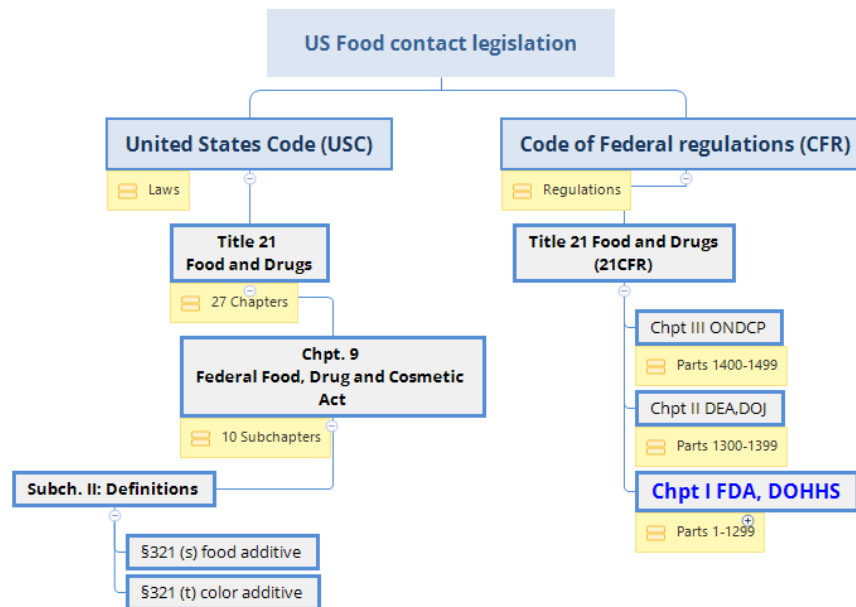 US Food contact legislation
United States Code (USC)
Laws
Title 21
Food and Drugs
27 Chapters
Chpt. 9
Federal Food, Drug and Cosmetic
Act
10 Subchapters
Subch. II: Definitions
§321 (s) food additive
§321 (t) color additive
Code of Federal regulations (CFR)
Regulations
Title 21 Food and Drugs
(21CFR)
Chpt III ONDCP
Parts 1400-1499
Chpt II DEA,DOJ
Parts 1300-1399
Chpt I FDA, DOHHS
Parts 1-1299